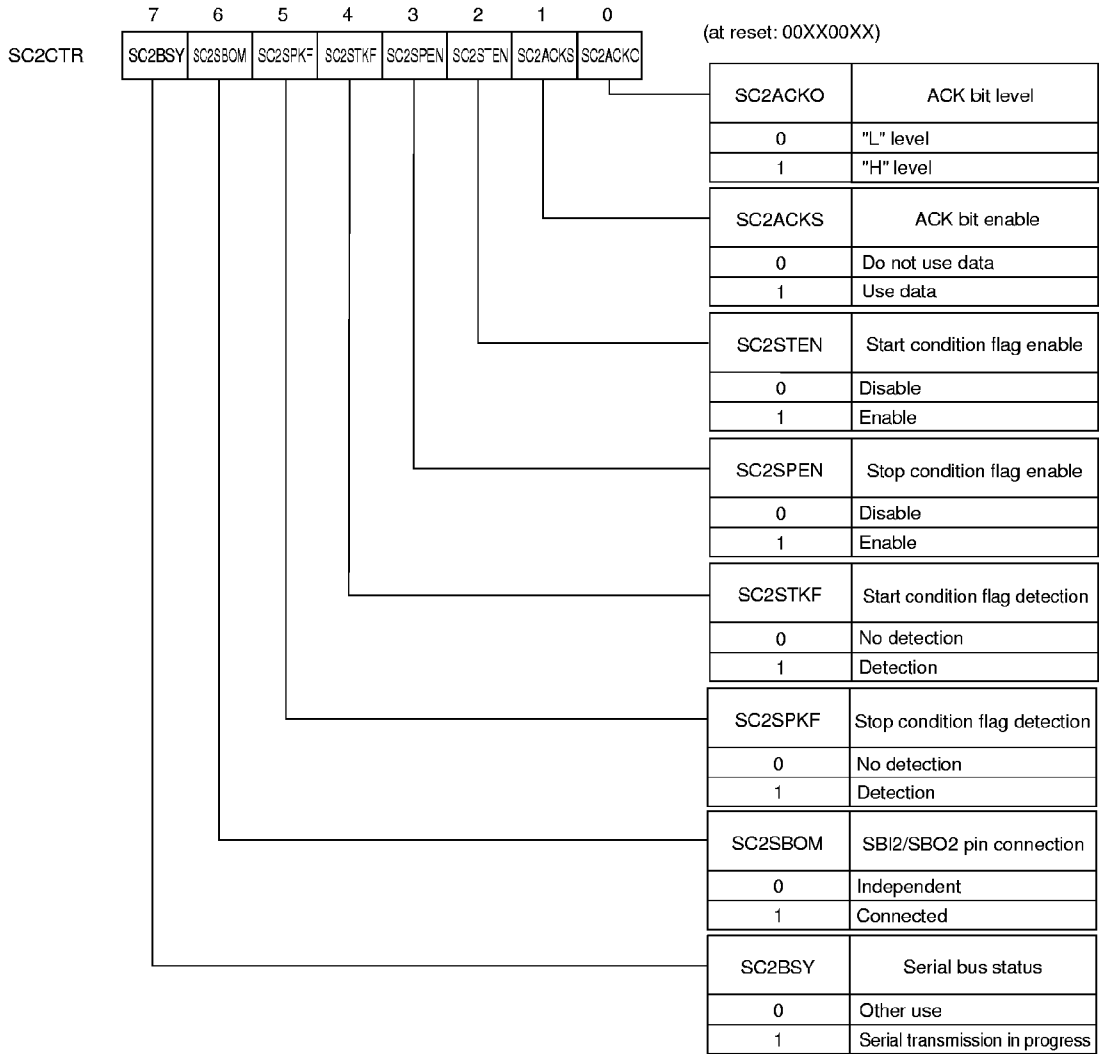 7 6 5 4 3 2 1 0
(at reset: 00XX00XX)
SC2CTR SC2BSY SC2SBOM SC2SPKF SC2STKF SC2SPEN SC2STEN SC2ACKS SC2ACKO
SC2ACKO ACK bit level
0 "L" level
1 "H" level
SC2ACKS ACK bit enable
0 Do not use data
1 Use data
SC2STEN Start condition flag enable
0 Disable
1 Enable
SC2SPEN Stop condition flag enable
0 Disable
1 Enable
SC2STKF Start condition flag detection
0 No detection
1 Detection
SC2SPKF Stop condition flag detection
0 No detection
1 Detection
SC2SBOM SBI2/SBO2 pin connection
0 Independent
1 Connected
SC2BSY Serial bus status
0 Other use
1 Serial transmission in progress